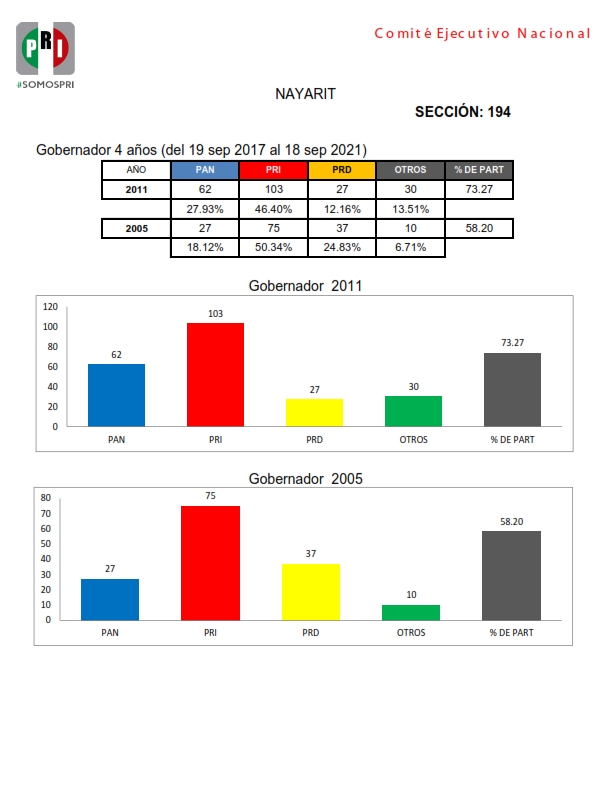 PRI
#SOMOSPRI
Comité Ejecutivo Nacional
NAYARIT
SECCIÓN: 194
Gobernador 4 años (del 19 sep 2017 al 18 sep 2021)
AÑO PAN PRI PRD OTROS % DE PART
2011 62 103 27 30 73.27
27.93% 46.40% 12.16% 13.51%
2005 27 75 37 10 58.20
18.12% 50.34% 24.83% 6.71%
Gobernador 2011
120
100
80
60
40
20
0
62
103
27
30
73.27
PAN PRI PRD OTROS % DE PART
Gobernador 2005
80
70
60
50
40
30
20
10
0
27
75
37
10
58.20
PAN PRI PRD OTROS % DE PART